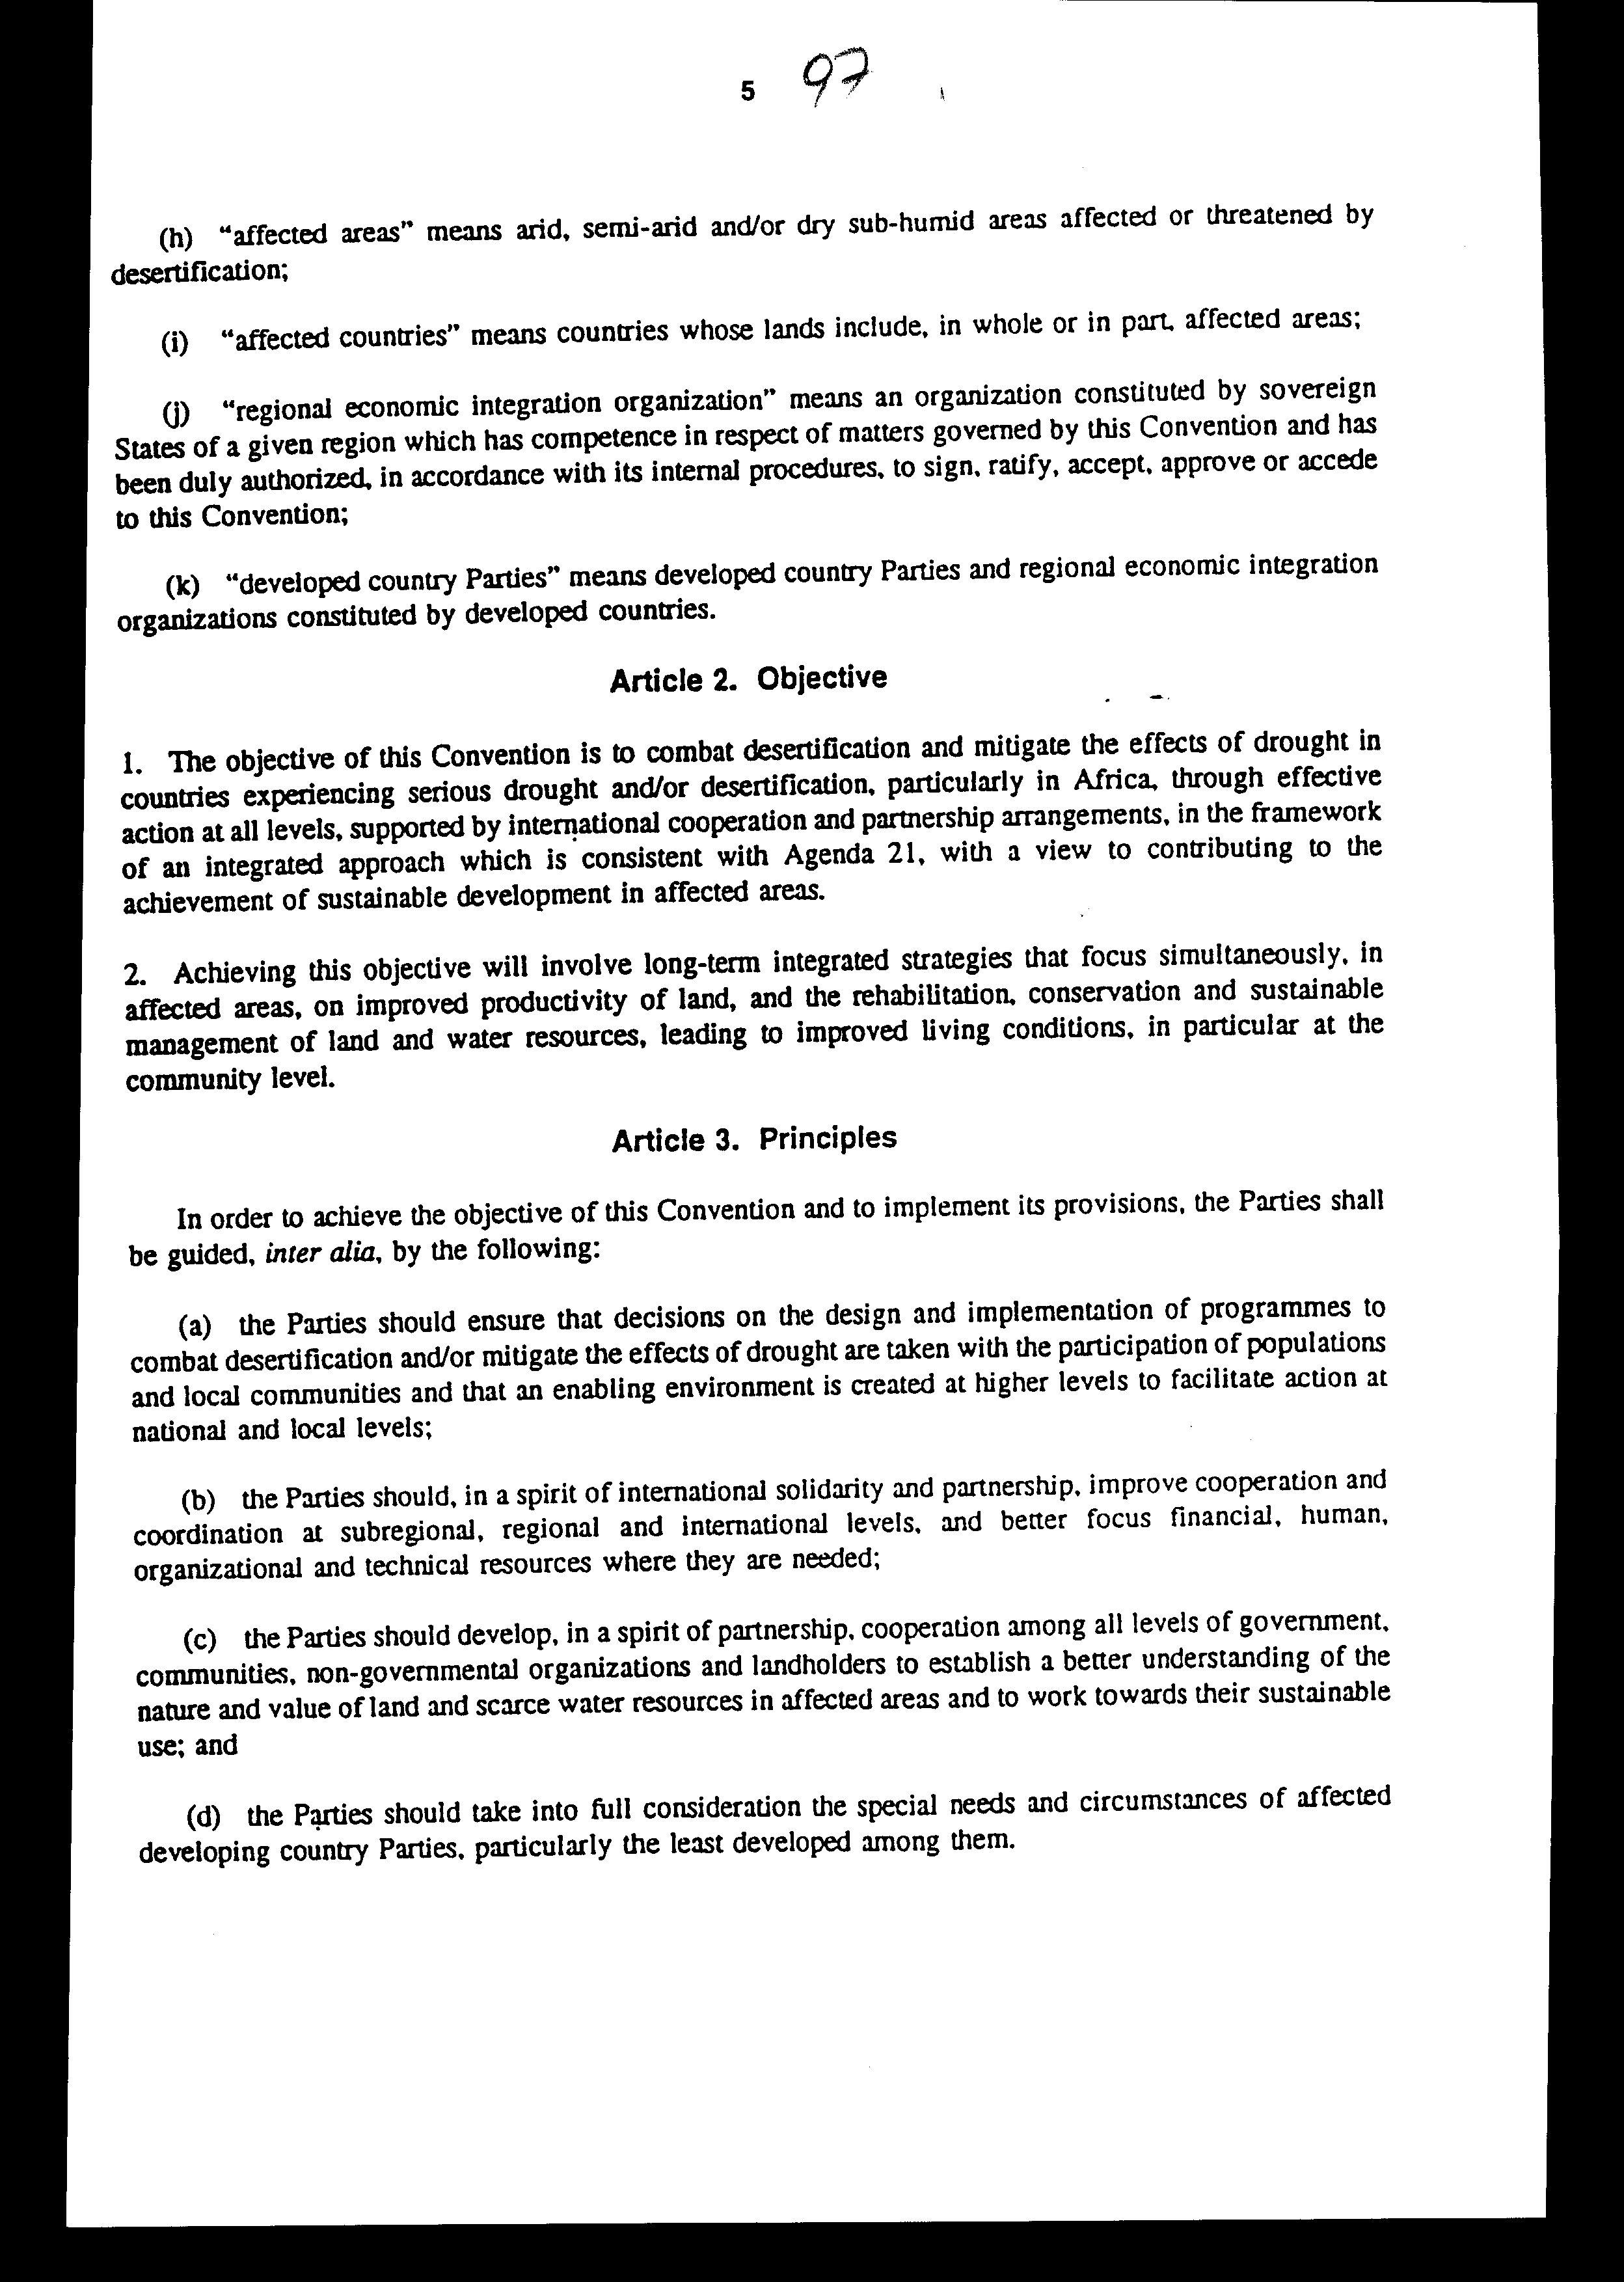 5 97
(h) “affected areas” means arid, semi-arid and/or dry sub-humid areas affected or threatened by
desertification;
(i) “affected countries” means countries whose lands include, in whole or in part, affected areas;
(j) “regional economic integration organization” means an organization constituted by sovereign
States of a given region which has competence in respect of matters governed by this Convention and has
been duly authorized, in accordance with its internal procedures, to sign, ratify, accept, approve or accede
to this Convention;
(k) “developed country Parties” means developed country Parties and regional economic integration
organizations constituted by developed countries.
Article 2. Objective
1. The objective of this Convention is to combat desertification and mitigate the effects of drought in
countries experiencing serious drought and/or desertification, particularly in Africa, through effective
action at all levels, supported by international cooperation and partnership arrangements, in the framework
of an integrated approach which is consistent with Agenda 21, with a view to contributing to the
achievement of sustainable development in affected areas.
2. Achieving this objective will involve long-term integrated strategies that focus simultaneously, in
affected areas, on improved productivity of land, and the rehabilitation, conservation and sustainable
management of land and water resources, leading to improved living conditions, in particular at the
community level.
Article 3. Principles
In order to achieve the objective of this Convention and to implement its provisions, the Parties shall
be guided, inter alia, by the following:
(a) the Parties should ensure that decisions on the design and implementation of programmes to
combat desertification and/or mitigate the effects of drought are taken with the participation of populations
and local communities and that an enabling environment is created at higher levels to facilitate action at
national and local levels;
(b) the Parties should, in a spirit of international solidarity and partnership, improve cooperation and
coordination at subregional, regional and international levels, and better focus financial, human,
organizational and technical resources where they are needed;
(c) the Parties should develop, in a spirit of partnership, cooperation among all levels of government,
communities, non-governmental organizations and landholders to establish a better understanding of the
nature and value of land and scarce water resources in affected areas and to work towards their sustainable
use; and
(d) the Parties should take into full consideration the special needs and circumstances of affected
developing country Parties, particularly the least developed among them.